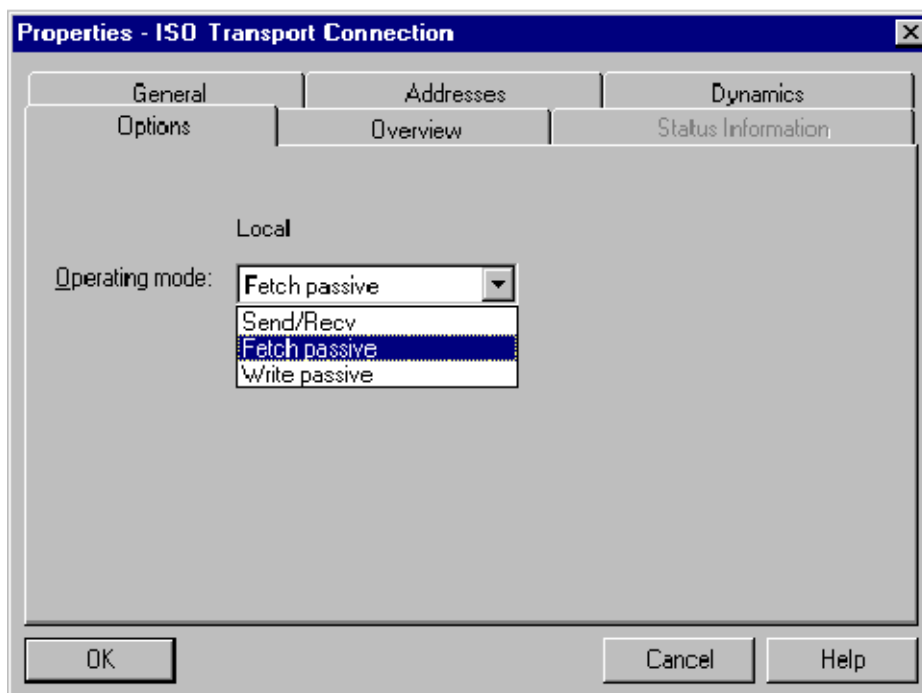 Properties - ISO Transport Connection
General Addresses Dynamics
Options Overview Status Information
Local
Operating mode: Fetch passive
Send/Recv
Fetch passive
Write passive
OK Cancel Help